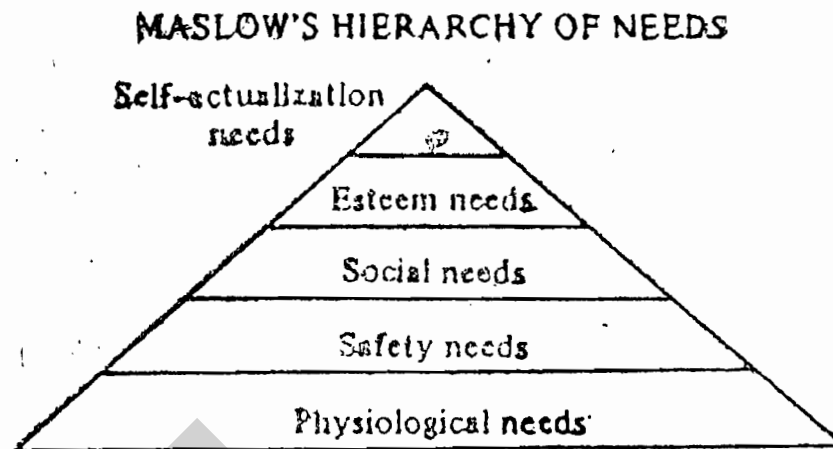 MASLOW'S HIERARCHY OF NEEDS
Self-actualization
needs
Esteem needs
Social needs
Safety needs
Physiological needs